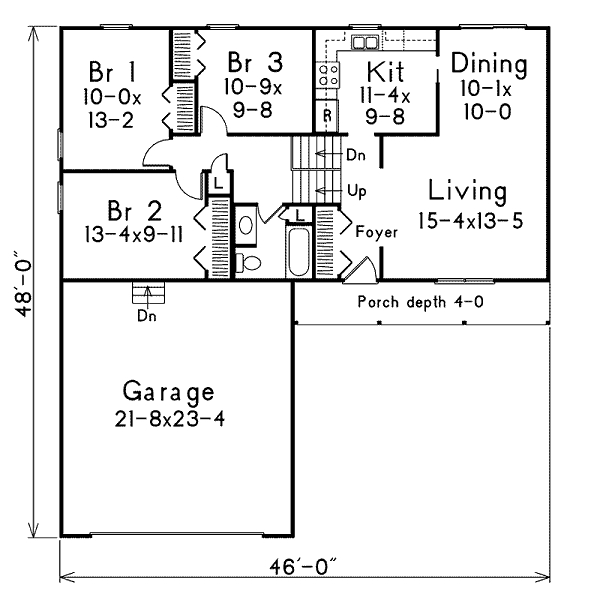 Br 1
10-0x
13-2
Br 3
10-9x
9-8
Kit
11-4x
9-8
R
Dining
10-1x
10-0
Dn
Up
L
Br 2
13-4x9-11
L
Foyer
Living
15-4x13-5
Porch depth 4-0
Dn
Garage
21-8x23-4
48'-0"
46'-0"